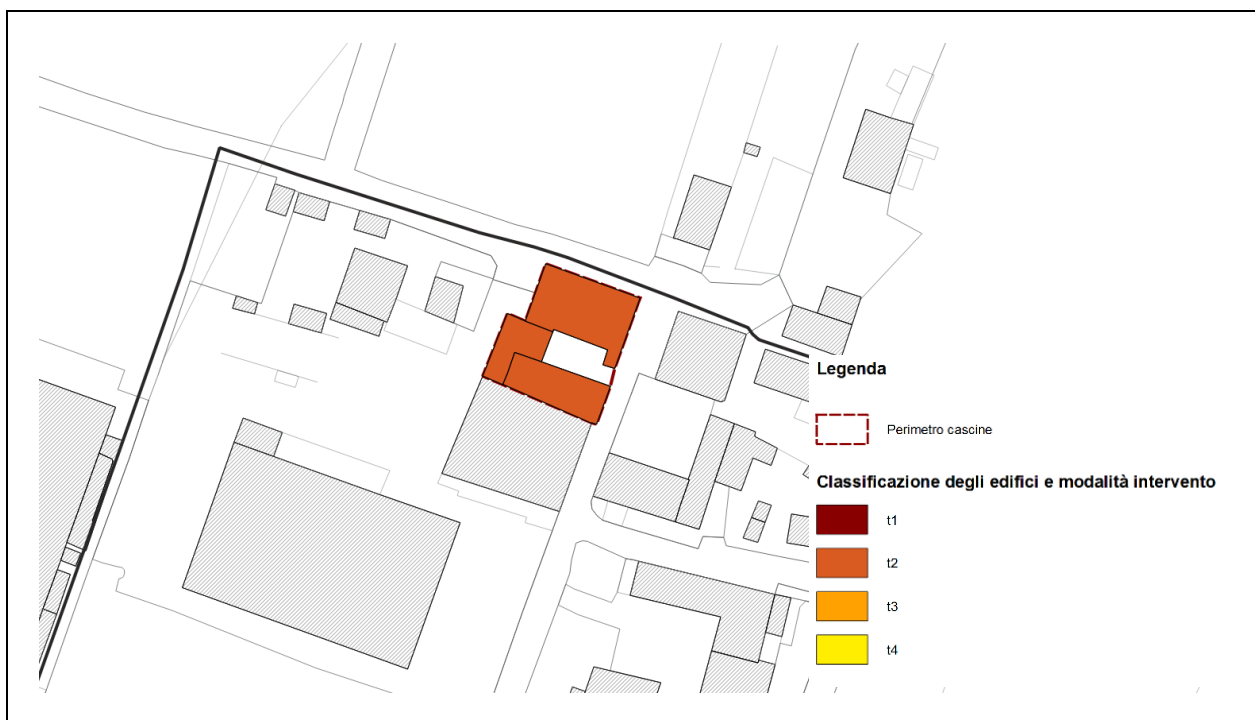 Legenda
Perimetro cascine
Classificazione degli edifici e modalità intervento
t1
t2
t3
t4